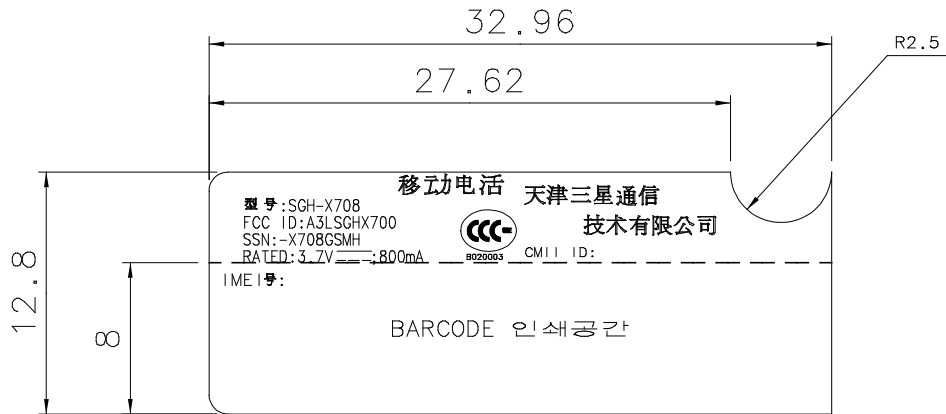 32.96
R2.5
27.62
移动电活
天津三星通信
技术有限公司
型号:SGH-X708
FCC ID:A3LSGHX700
SSN:-X708GSMH
RATED:3.7V⎓;800mA
CCC
B020003
CMII ID:
IMEI号:
12.8
8
BARCODE 인쇄공간